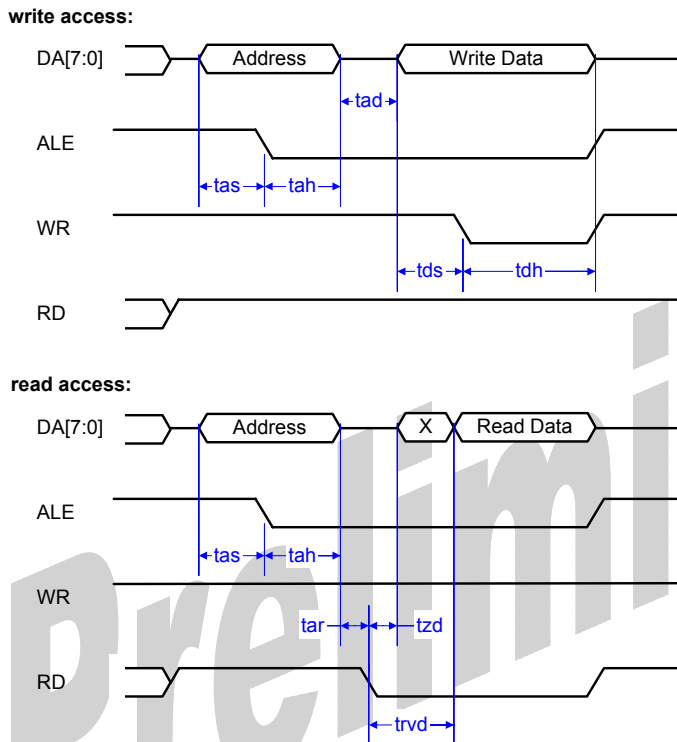 write access:
DA[7:0] Address Write Data
tad
ALE
tas tah
WR
tds tdh
RD
read access:
DA[7:0] Address X Read Data
ALE
tas tah
WR
tar tzd
RD
trvd
Prelimi